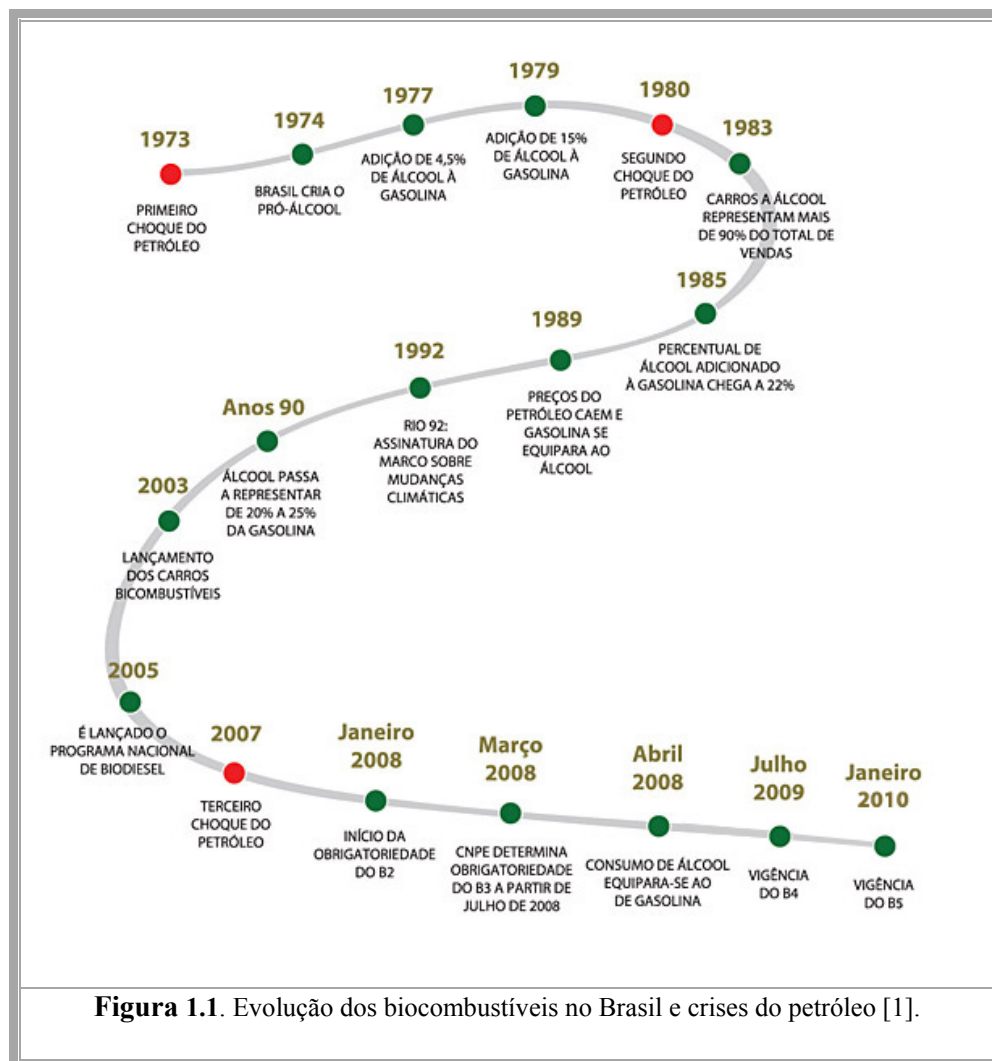 1973
PRIMEIRO
CHOQUE DO
PETRÓLEO
1974
BRASIL CRIA O
PRÓ-ÁLCOOL
1977
ADIÇÃO DE 4,5%
DE ÁLCOOL À
GASOLINA
1979
ADIÇÃO DE 15%
DE ÁLCOOL À
GASOLINA
1980
SEGUNDO
CHOQUE DO
PETRÓLEO
1983
CARROS A ÁLCOOL
REPRESENTAM MAIS
DE 90% DO TOTAL DE
VENDAS
1985
PERCENTUAL DE
ÁLCOOL ADICIONADO
À GASOLINA CHEGA A 22%
1989
PREÇOS DO
PETRÓLEO CAEM E
GASOLINA SE
EQUIPARA AO
ÁLCOOL
1992
RIO 92:
ASSINATURA DO
MARCO SOBRE
MUDANÇAS
CLIMÁTICAS
Anos 90
ÁLCOOL PASSA
A REPRESENTAR
DE 20% A 25%
DA GASOLINA
2003
LANÇAMENTO
DOS CARROS
BICOMBUSTÍVEIS
2005
É LANÇADO O
PROGRAMA NACIONAL
DE BIODIESEL
2007
TERCEIRO
CHOQUE DO
PETRÓLEO
Janeiro
2008
INÍCIO DA
OBRIGATORIEDADE
DO B2
Março
2008
CNPE DETERMINA
OBRIGATORIEDADE
DO B3 A PARTIR DE
JULHO DE 2008
Abril
2008
CONSUMO DE ÁLCOOL
EQUIPARA-SE AO
DE GASOLINA
Julho
2009
VIGÊNCIA
DO B4
Janeiro
2010
VIGÊNCIA
DO B5
Figura 1.1. Evolução dos biocombustíveis no Brasil e crises do petróleo [1].